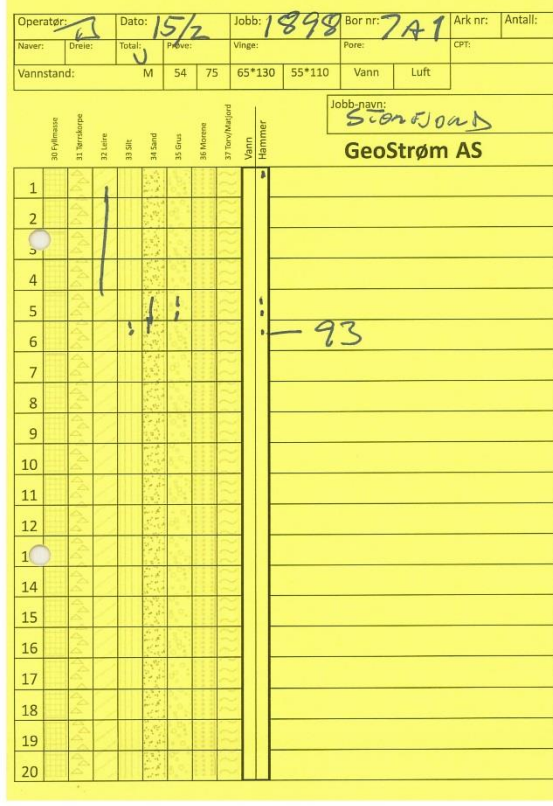 Operatør: Dato: 15/2 Jobb: 1898 Bor nr: 7A1 Ark nr: Antall:
Naver: Dreie: Total: Prøve: Vinge: Pore: CPT:
Vannstand: M 54 75 65*130 55*110 Vann Luft
Jobb-navn:
STORFJORD
30 Fyllmasse 31 Tørrskorpe 32 Leire 33 Silt 34 Sand 35 Grus 36 Morene 37 Torv/Matjord Vann Hammer
GeoStrøm AS
1
2
3
4
5
6 93
7
8
9
10
11
12
1
14
15
16
17
18
19
20